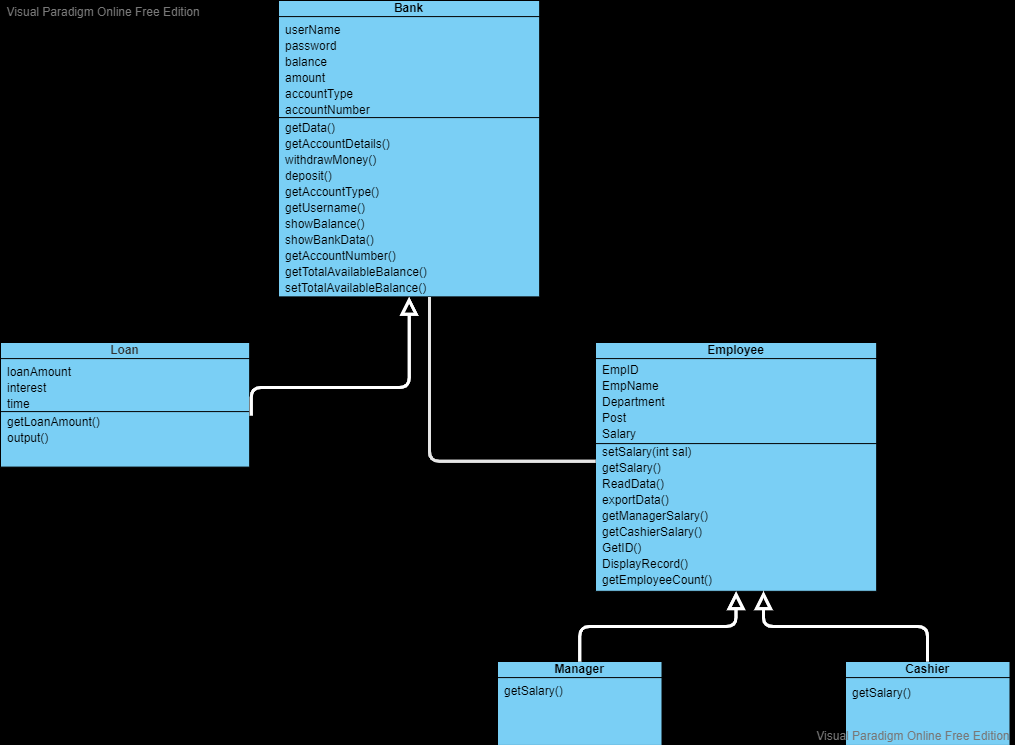 Visual Paradigm Online Free Edition
Bank
userName
password
balance
amount
accountType
accountNumber
getData()
getAccountDetails()
withdrawMoney()
deposit()
getAccountType()
getUsername()
showBalance()
showBankData()
getAccountNumber()
getTotalAvailableBalance()
setTotalAvailableBalance()
Loan
loanAmount
interest
time
getLoanAmount()
output()
Employee
EmpID
EmpName
Department
Post
Salary
setSalary(int sal)
getSalary()
ReadData()
exportData()
getManagerSalary()
getCashierSalary()
GetID()
DisplayRecord()
getEmployeeCount()
Manager
getSalary()
Cashier
getSalary()
Visual Paradigm Online Free Edition